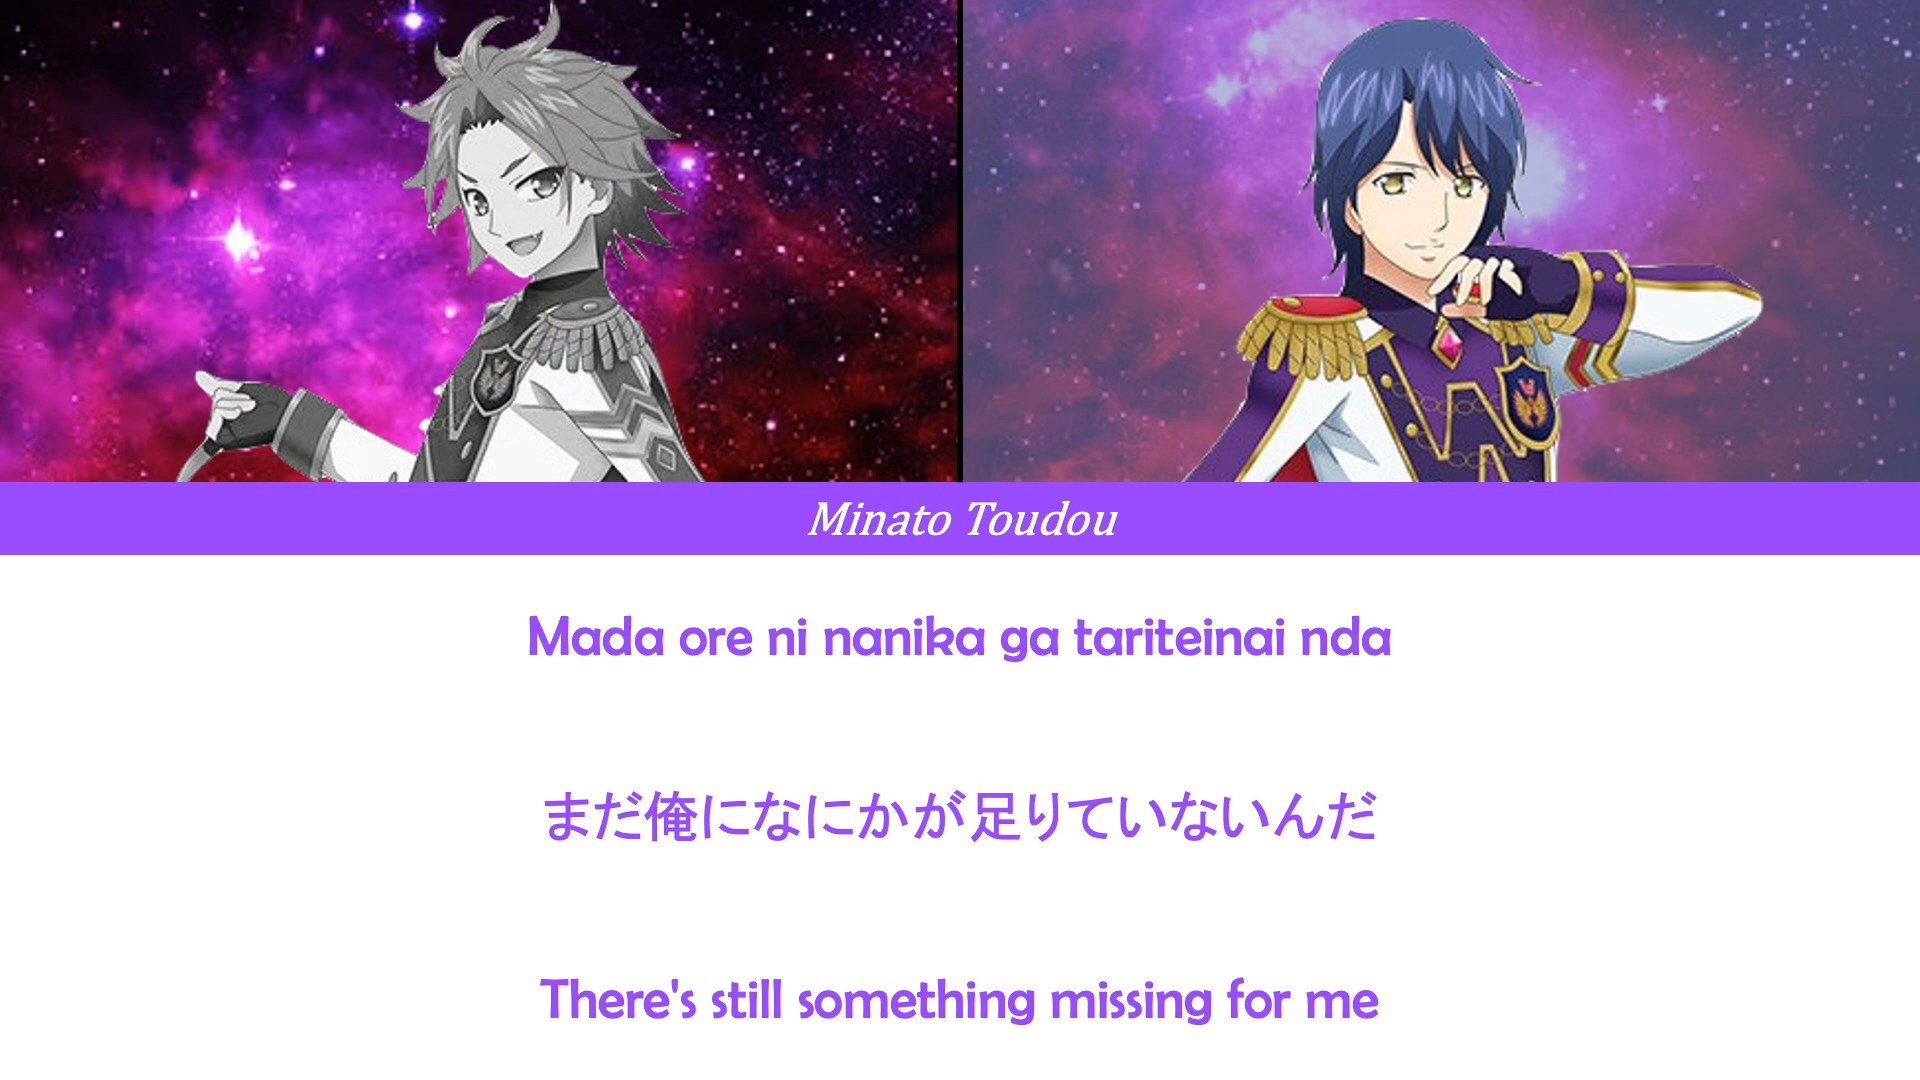 Minato Toudou
Mada ore ni nanika ga tariteinai nda
まだ俺になにかが足りていないんだ
There's still something missing for me